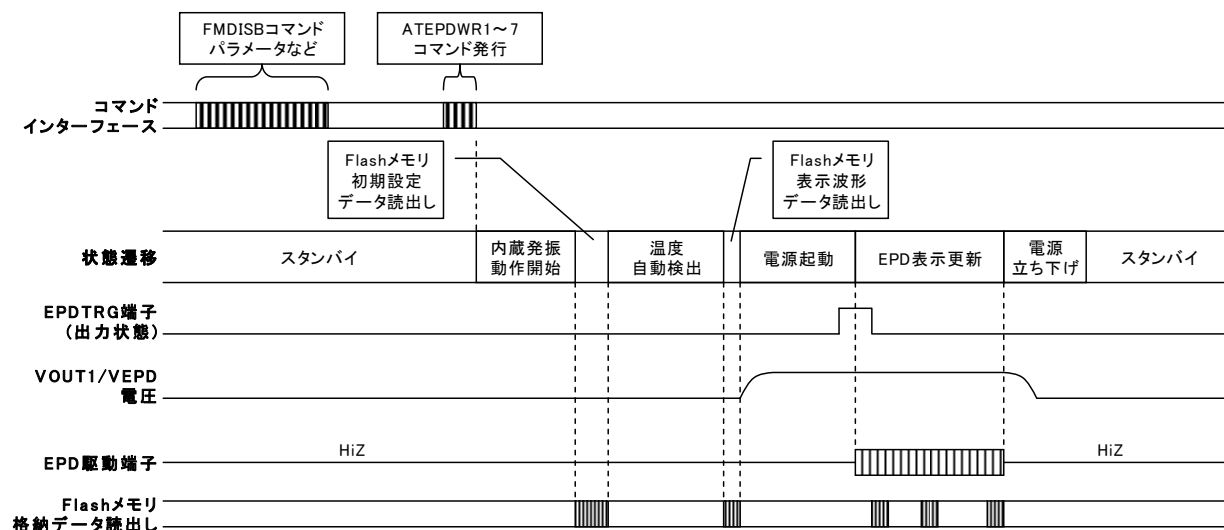 FMDISBコマンド
パラメータなど
ATEPDWR1～7
コマンド発行
コマンド
インターフェース
Flashメモリ
初期設定
データ読出し
Flashメモリ
表示波形
データ読出し
状態遷移
スタンバイ
内蔵発振
動作開始
温度
自動検出
電源起動
EPD表示更新
電源
立ち下げ
スタンバイ
EPDTRG端子
(出力状態)
VOUT1/VEPD
電圧
EPD駆動端子
HiZ
HiZ
Flashメモリ
格納データ読出し